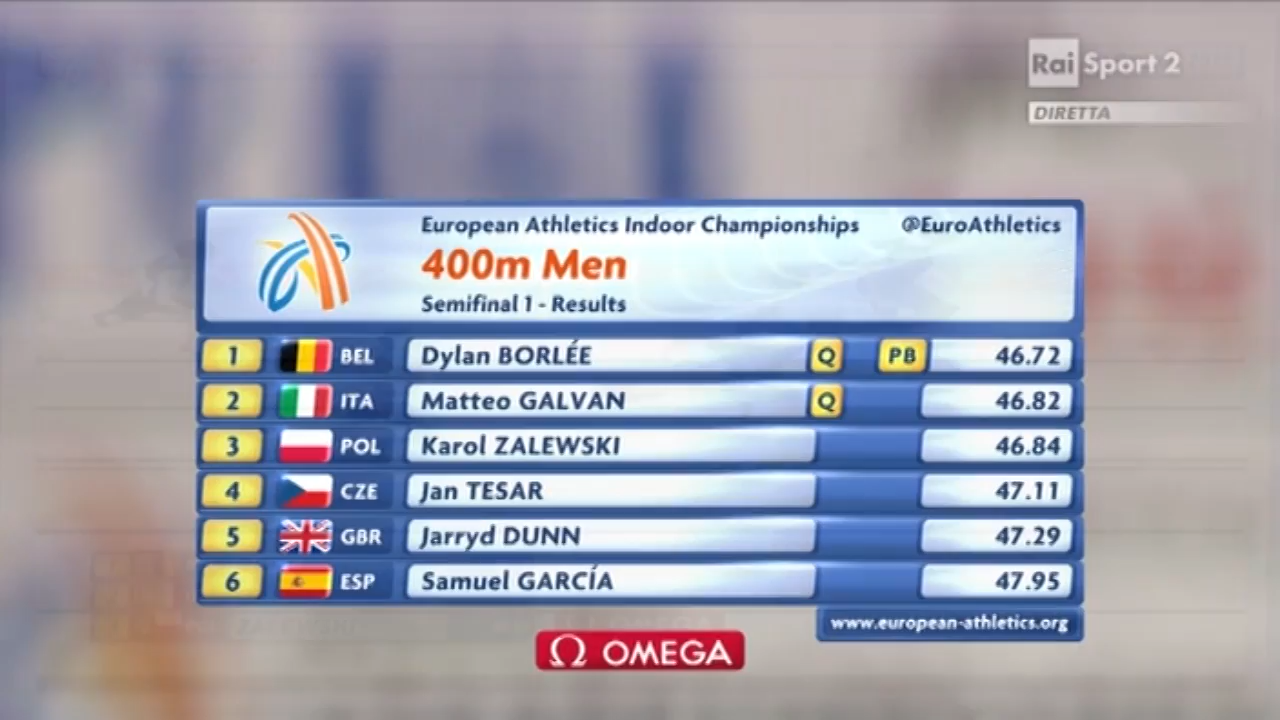 Rai Sport 2
DIRETTA
European Athletics Indoor Championships @EuroAthletics
400m Men
Semifinal 1 - Results
1 BEL Dylan BORLÉE Q PB 46.72
2 ITA Matteo GALVAN Q 46.82
3 POL Karol ZALEWSKI 46.84
4 CZE Jan TESAR 47.11
5 GBR Jarryd DUNN 47.29
6 ESP Samuel GARCÍA 47.95
www.european-athletics.org
Ω OMEGA